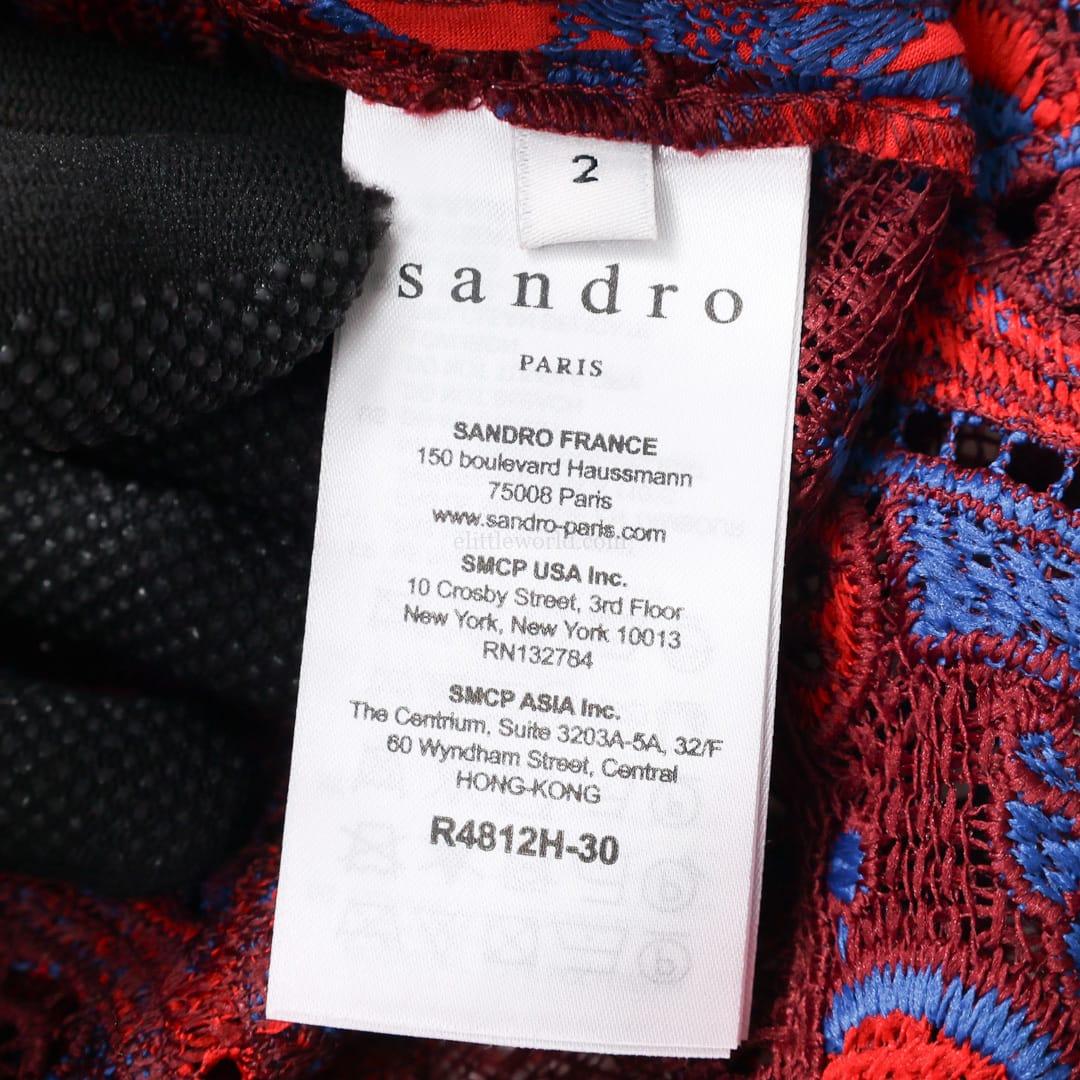 2
sandro
PARIS
SANDRO FRANCE
150 boulevard Haussmann
75008 Paris
www.sandro-paris.com
elittleworld.com
SMCP USA Inc.
10 Crosby Street, 3rd Floor
New York, New York 10013
RN132784
SMCP ASIA Inc.
The Centrium, Suite 3203A-5A, 32/F
60 Wyndham Street, Central
HONG-KONG
R4812H-30